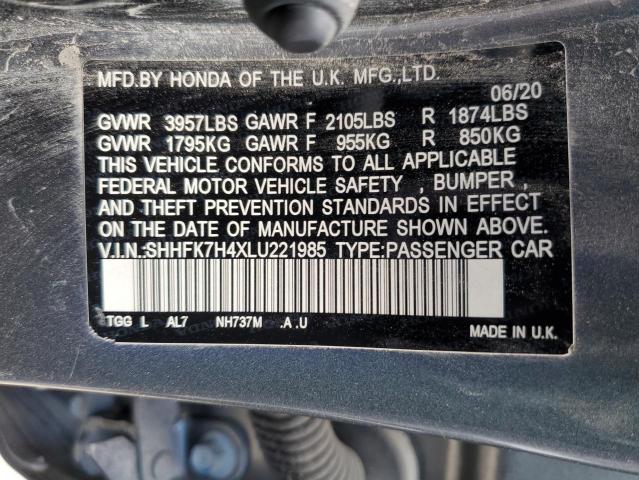 MFD.BY HONDA OF THE U.K. MFG.,LTD.
06/20
GVWR 3957LBS GAWR F 2105LBS R 1874LBS
GVWR 1795KG GAWR F 955KG R 850KG
THIS VEHICLE CONFORMS TO ALL APPLICABLE
FEDERAL MOTOR VEHICLE SAFETY , BUMPER ,
AND THEFT PREVENTION STANDARDS IN EFFECT
ON THE DATE OF MANUFACTURE SHOWN ABOVE.
V.I.N.:SHHFK7H4XLU221985 TYPE:PASSENGER CAR
TGG L AL7 NH737M .A .U
MADE IN U.K.